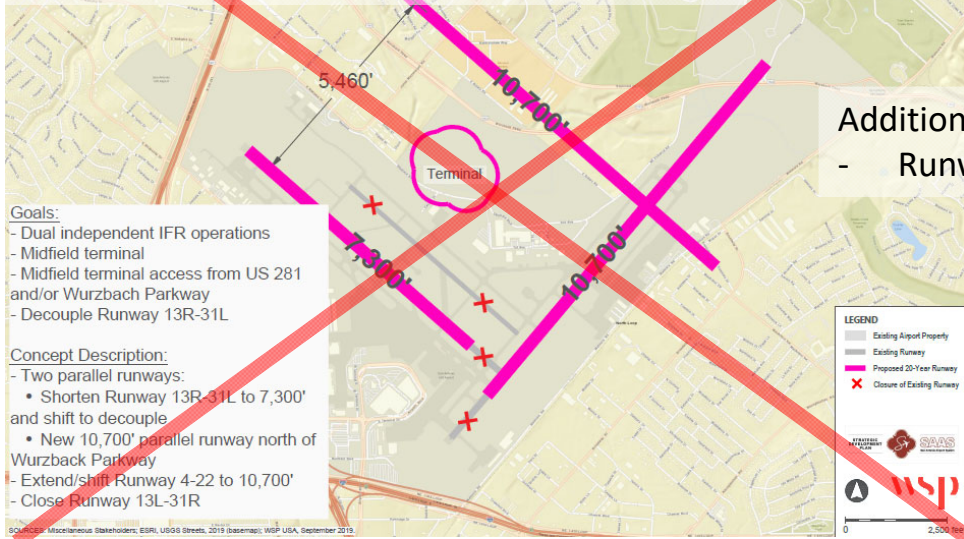 5,460'
10,700'
Terminal
7,300'
10,700'
Addition
- Runw
Goals:
- Dual independent IFR operations
- Midfield terminal
- Midfield terminal access from US 281
and/or Wurzbach Parkway
- Decouple Runway 13R-31L
Concept Description:
- Two parallel runways:
• Shorten Runway 13R-31L to 7,300'
and shift to decouple
• New 10,700' parallel runway north of
Wurzback Parkway
- Extend/shift Runway 4-22 to 10,700'
- Close Runway 13L-31R
SOURCES: Miscellaneous Stakeholders; ESRI, USGS Streets, 2019 (basemap); WSP USA, September 2019.
LEGEND
Existing Airport Property
Existing Runway
Proposed 20-Year Runway
Closure of Existing Runway
STRATEGIC
DEVELOPMENT
PLAN
SAAS
wsp
0 2,500 feet